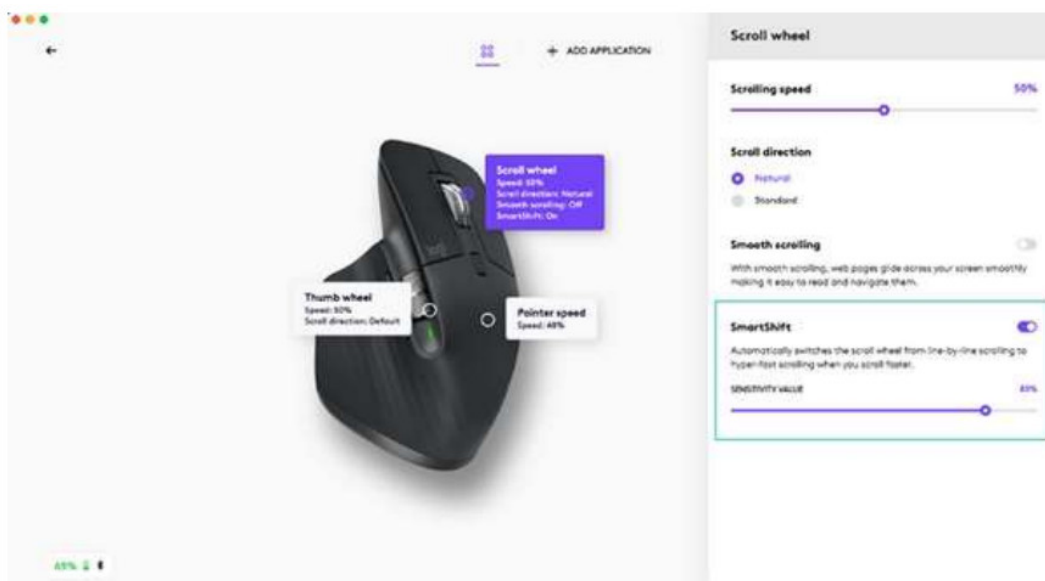 ADD APPLICATION
Scroll wheel
Speed: 50%
Scroll direction: Natural
Smooth scrolling: Off
SmartShift: On
Thumb wheel
Speed: 50%
Scroll direction: Default
Pointer speed
Scroll wheel
Scrolling speed 50%
Scroll direction
Natural
Standard
Smooth scrolling
With smooth scrolling, web pages glide across your screen smoothly
making it easy to read and navigate them.
SmartShift
Automatically switches the scroll wheel from line-by-line scrolling to
hyper-fast scrolling when you scroll faster.
SENSITIVITY VALUE